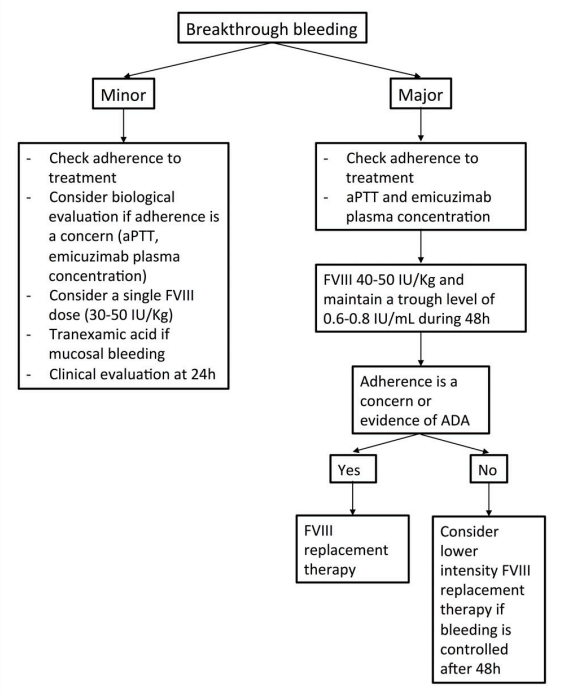 Breakthrough bleeding
Minor
Major
- Check adherence to
treatment
- Consider biological
evaluation if adherence is
a concern (aPTT,
emicuzimab plasma
concentration)
- Consider a single FVIII
dose (30-50 IU/Kg)
- Tranexamic acid if
mucosal bleeding
- Clinical evaluation at 24h
- Check adherence to
treatment
- aPTT and emicuzimab
plasma concentration
FVIII 40-50 IU/Kg and
maintain a trough level of
0.6-0.8 IU/mL during 48h
Adherence is a
concern or
evidence of ADA
Yes
No
FVIII
replacement
therapy
Consider
lower
intensity FVIII
replacement
therapy if
bleeding is
controlled
after 48h